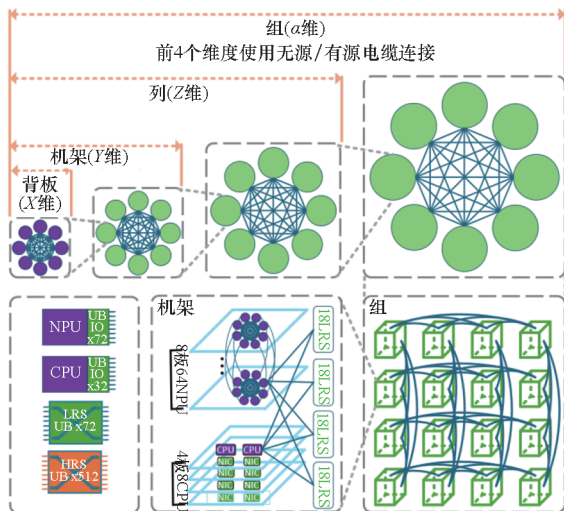 组(α维)
前4个维度使用无源/有源电缆连接
列(Z维)
机架(Y维)
背板
(X维)
NPU
UB
IO
x72
CPU
UB
IO
x32
LRS
UB x72
HRS
UB x512
机架
8板64NPU
4板8CPU
CPU
CPU
NIC
NIC
NIC
NIC
NIC
NIC
NIC
NIC
18LRS
18LRS
18LRS
18LRS
组